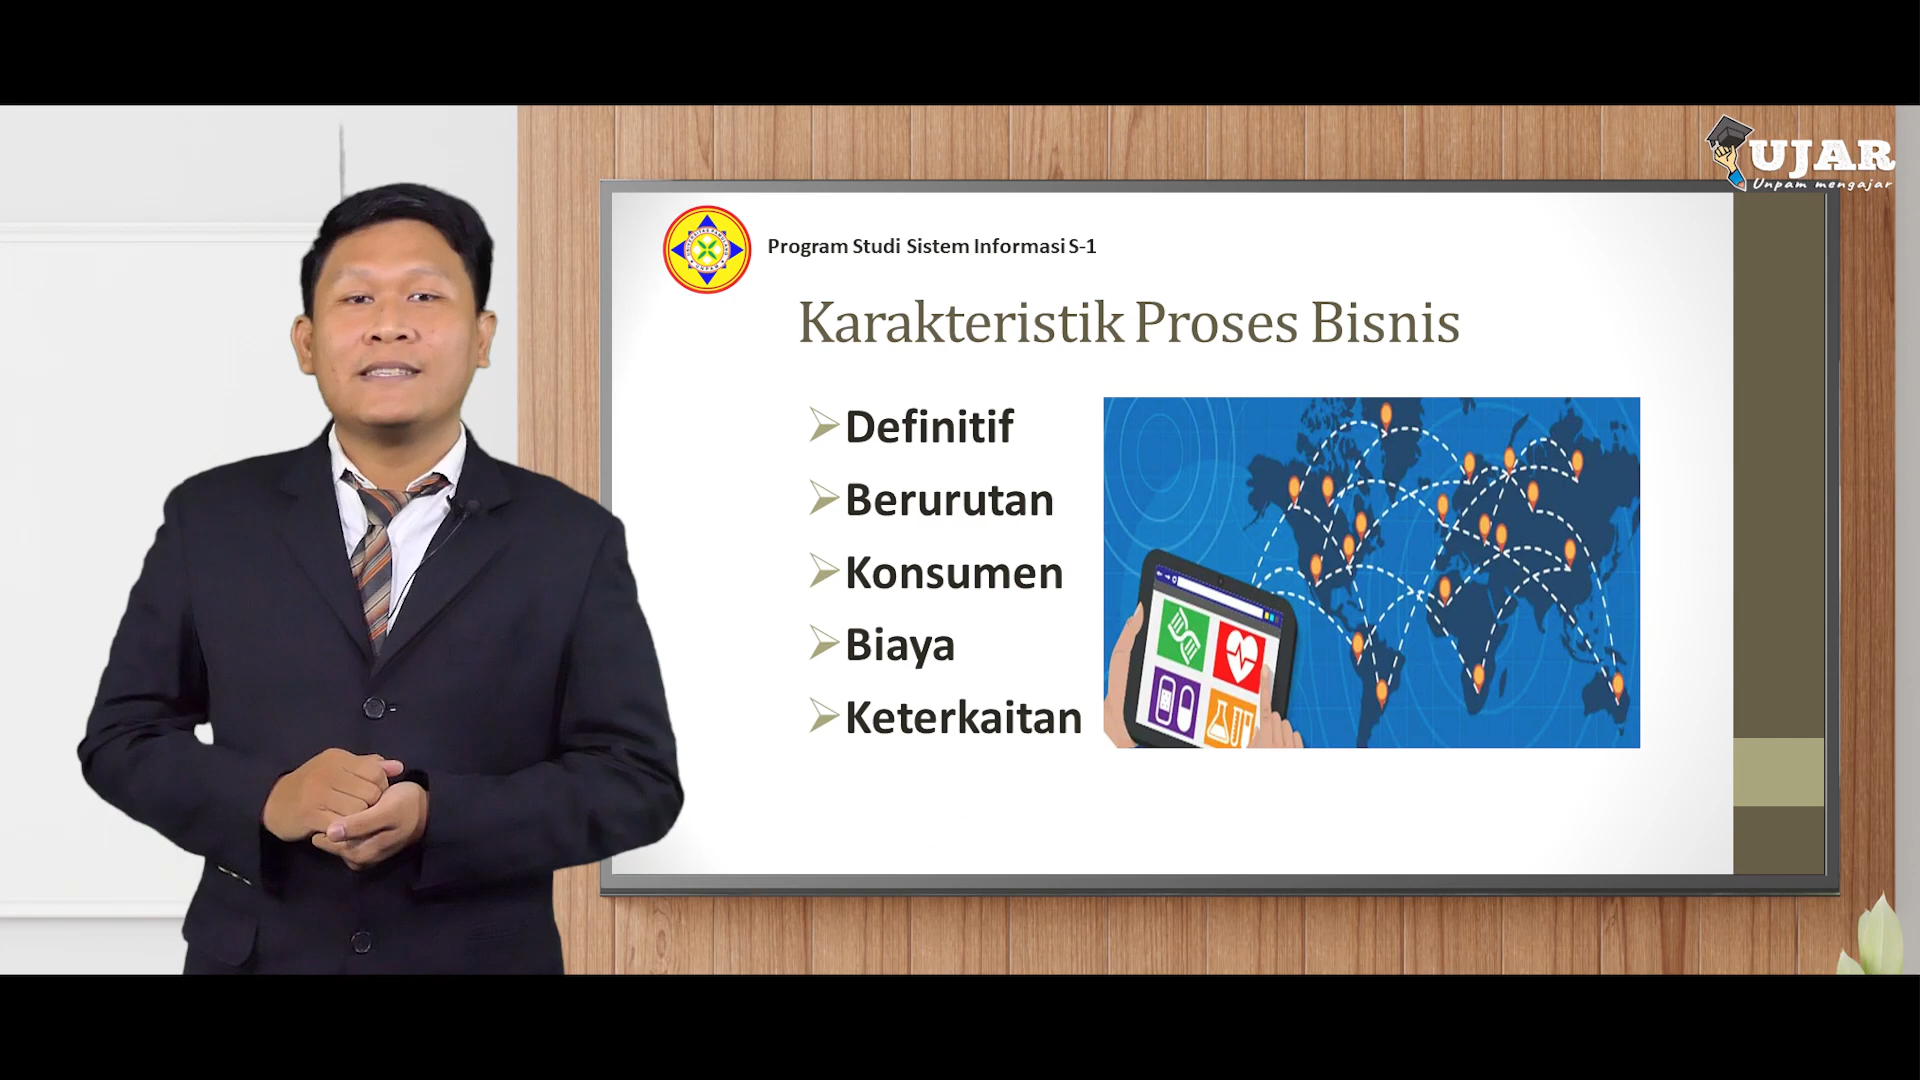 UJAR
Unpam mengajar
Program Studi Sistem Informasi S-1
Karakteristik Proses Bisnis
Definitif
Berurutan
Konsumen
Biaya
Keterkaitan